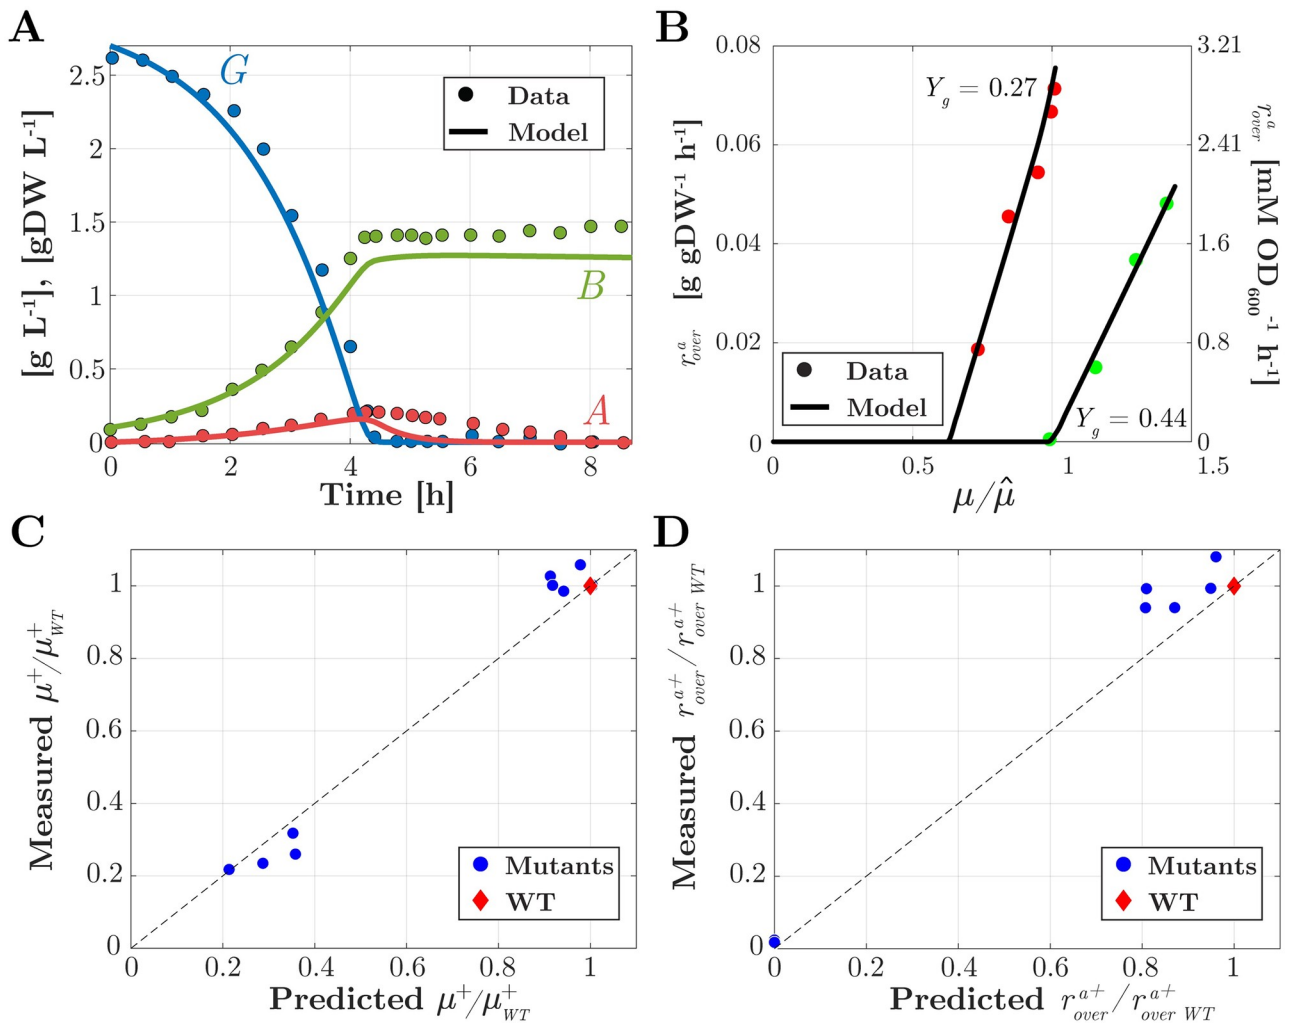 A
[g L⁻¹], [gDW L⁻¹]
2.5
2
1.5
1
0.5
0
G
B
A
Data
Model
0 2 4 6 8
Time [h]
B
r^a_over [g gDW⁻¹ h⁻¹]
0.08
0.06
0.04
0.02
0
Y_g = 0.27
Y_g = 0.44
Data
Model
3.21
2.41
1.6
0.8
0
r^a_over [mM OD₆₀₀⁻¹ h⁻¹]
0 0.5 1 1.5
μ/μ̂
C
Measured μ⁺/μ⁺_WT
1
0.8
0.6
0.4
0.2
0
Mutants
WT
0 0.2 0.4 0.6 0.8 1
Predicted μ⁺/μ⁺_WT
D
Measured r^a+_over/r^a+_over WT
1
0.8
0.6
0.4
0.2
0
Mutants
WT
0 0.2 0.4 0.6 0.8 1
Predicted r^a+_over/r^a+_over WT